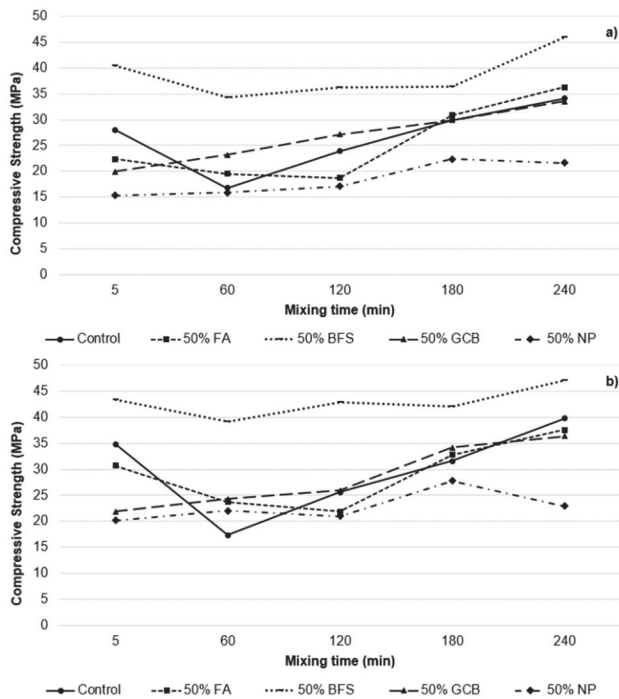 a)
Compressive Strength (MPa)
50
45
40
35
30
25
20
15
10
5
0
5 60 120 180 240
Mixing time (min)
Control 50% FA 50% BFS 50% GCB 50% NP
b)
Compressive Strength (MPa)
50
45
40
35
30
25
20
15
10
5
0
5 60 120 180 240
Mixing time (min)
Control 50% FA 50% BFS 50% GCB 50% NP